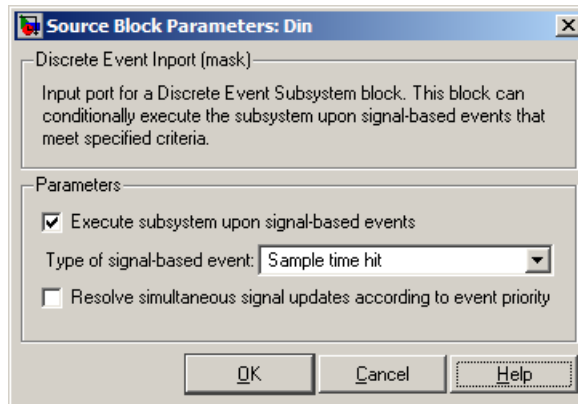 Source Block Parameters: Din
Discrete Event Inport (mask)
Input port for a Discrete Event Subsystem block. This block can
conditionally execute the subsystem upon signal-based events that
meet specified criteria.
Parameters
Execute subsystem upon signal-based events
Type of signal-based event: Sample time hit
Resolve simultaneous signal updates according to event priority
OK Cancel Help